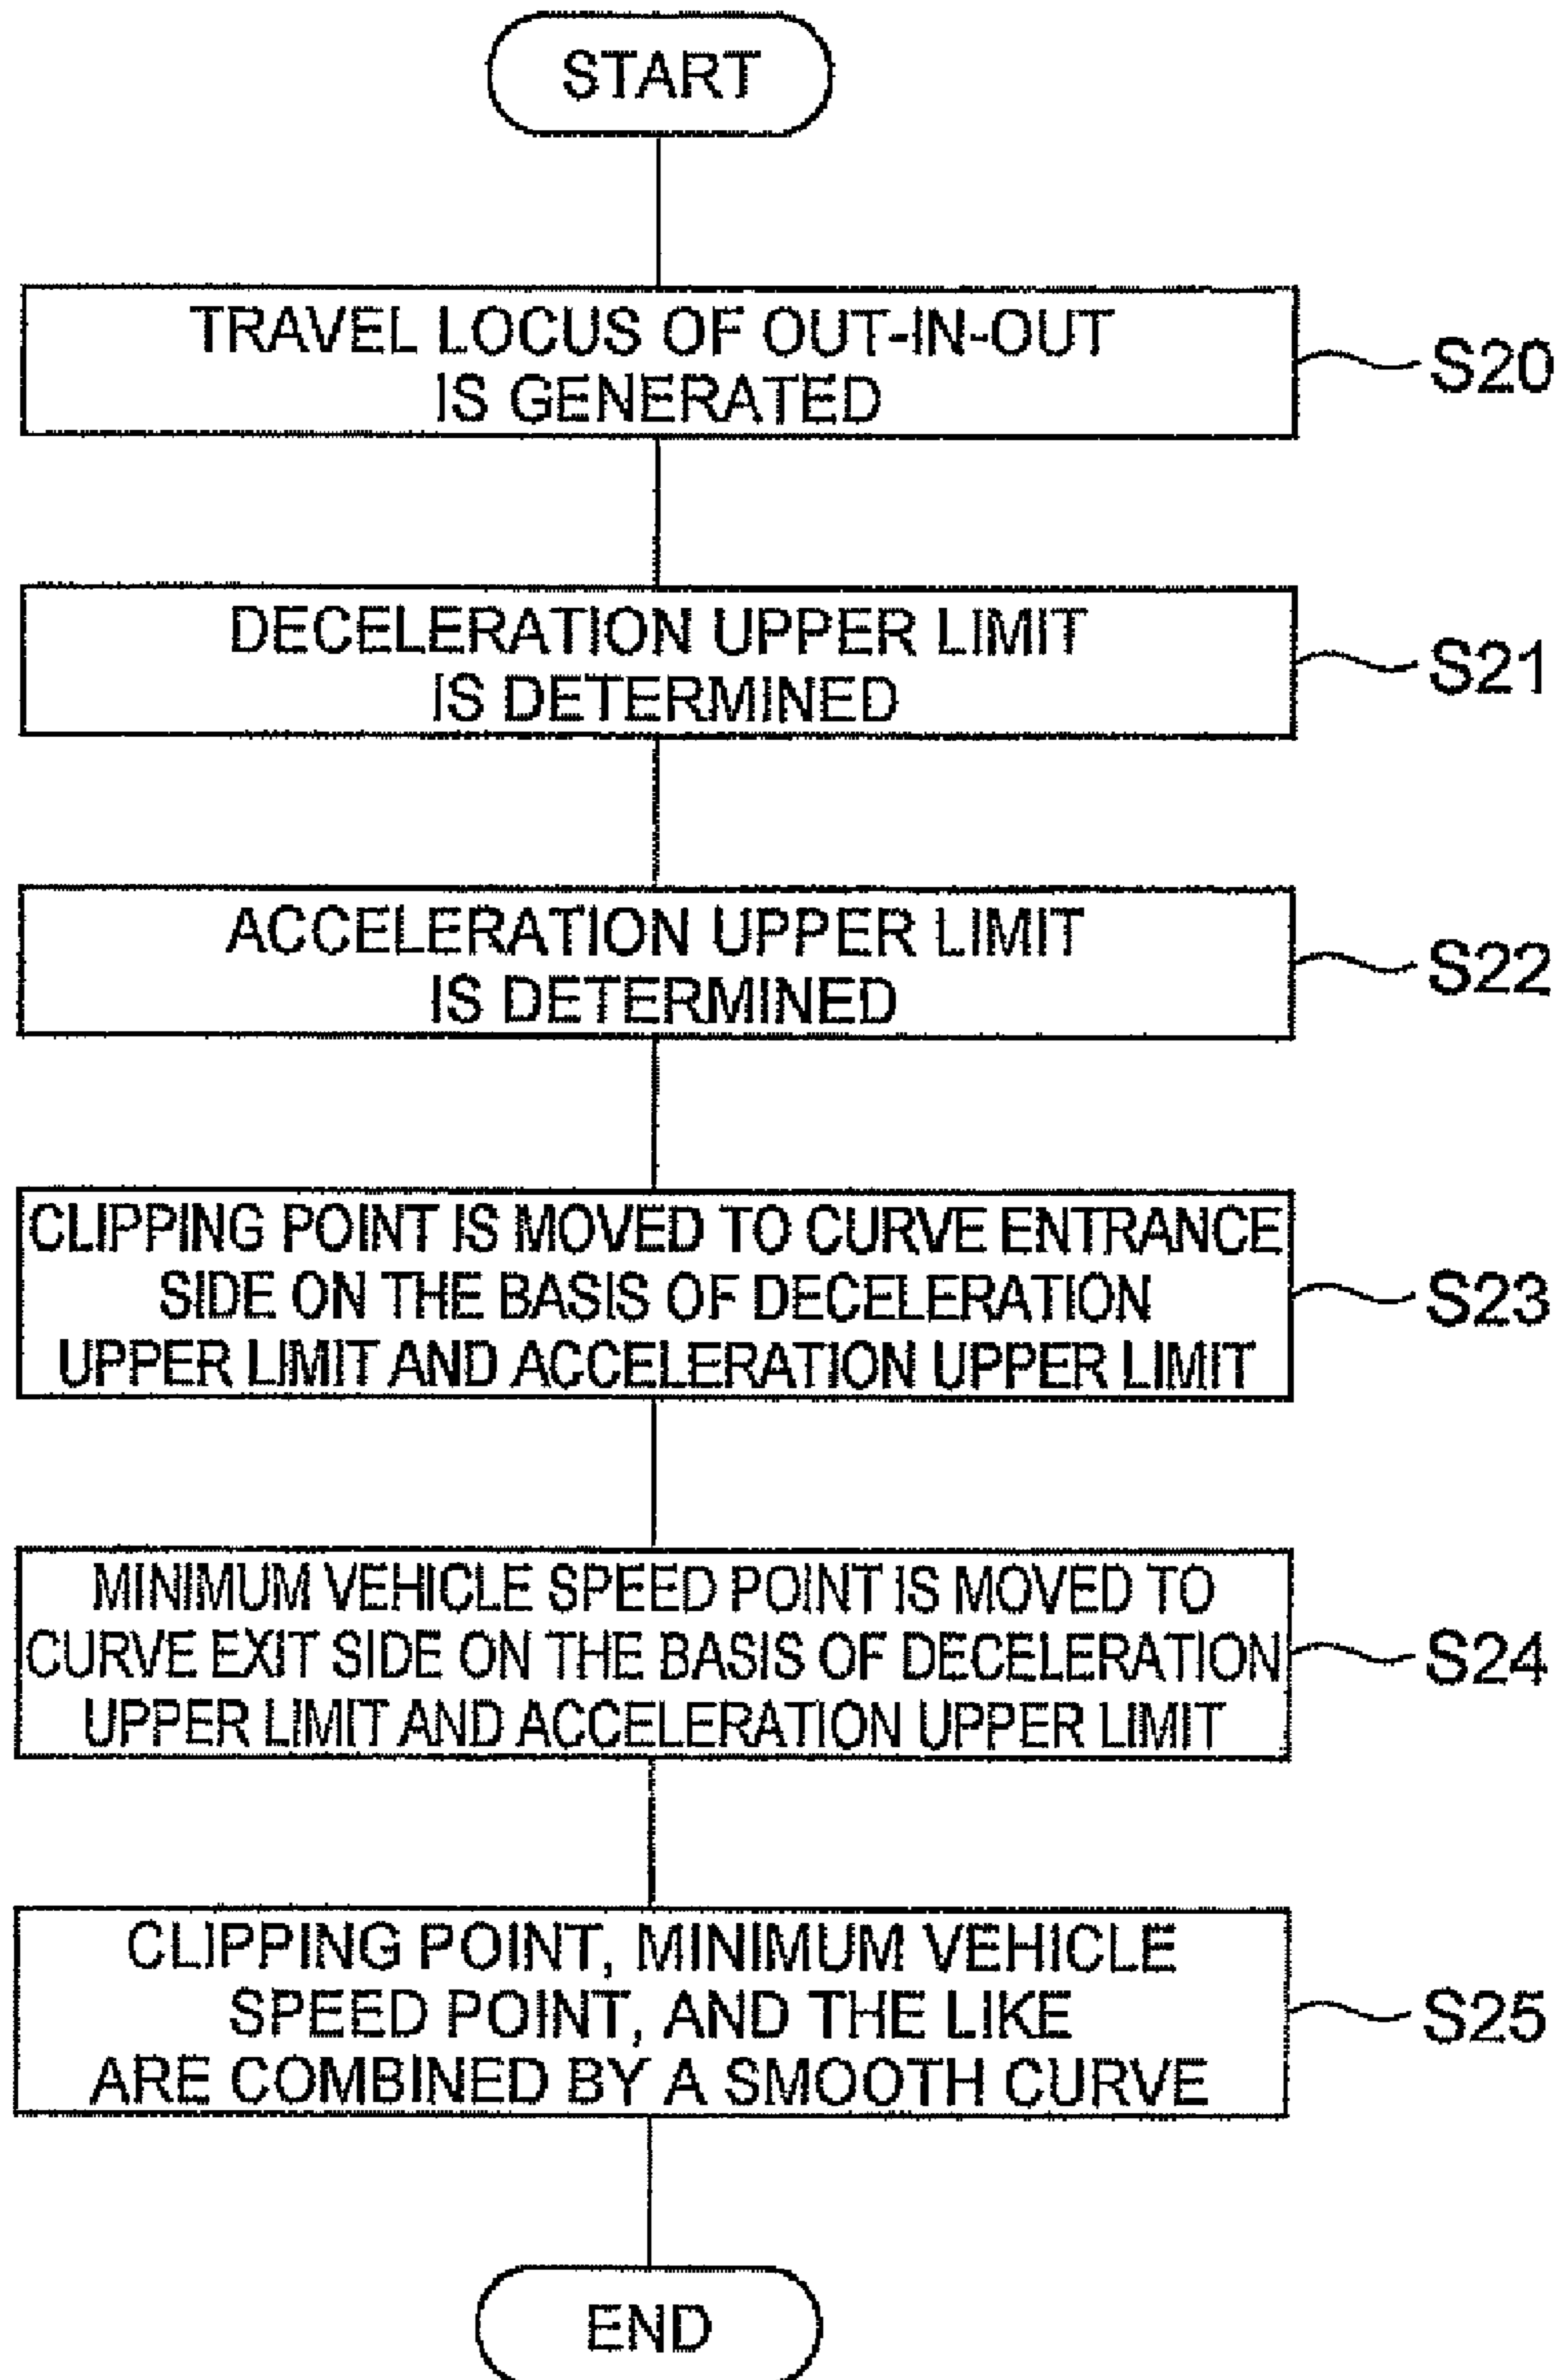 START
TRAVEL LOCUS OF OUT-IN-OUT
IS GENERATED
S20
DECELERATION UPPER LIMIT
IS DETERMINED
S21
ACCELERATION UPPER LIMIT
IS DETERMINED
S22
CLIPPING POINT IS MOVED TO CURVE ENTRANCE
SIDE ON THE BASIS OF DECELERATION
UPPER LIMIT AND ACCELERATION UPPER LIMIT
S23
MINIMUM VEHICLE SPEED POINT IS MOVED TO
CURVE EXIT SIDE ON THE BASIS OF DECELERATION
UPPER LIMIT AND ACCELERATION UPPER LIMIT
S24
CLIPPING POINT, MINIMUM VEHICLE
SPEED POINT, AND THE LIKE
ARE COMBINED BY A SMOOTH CURVE
S25
END